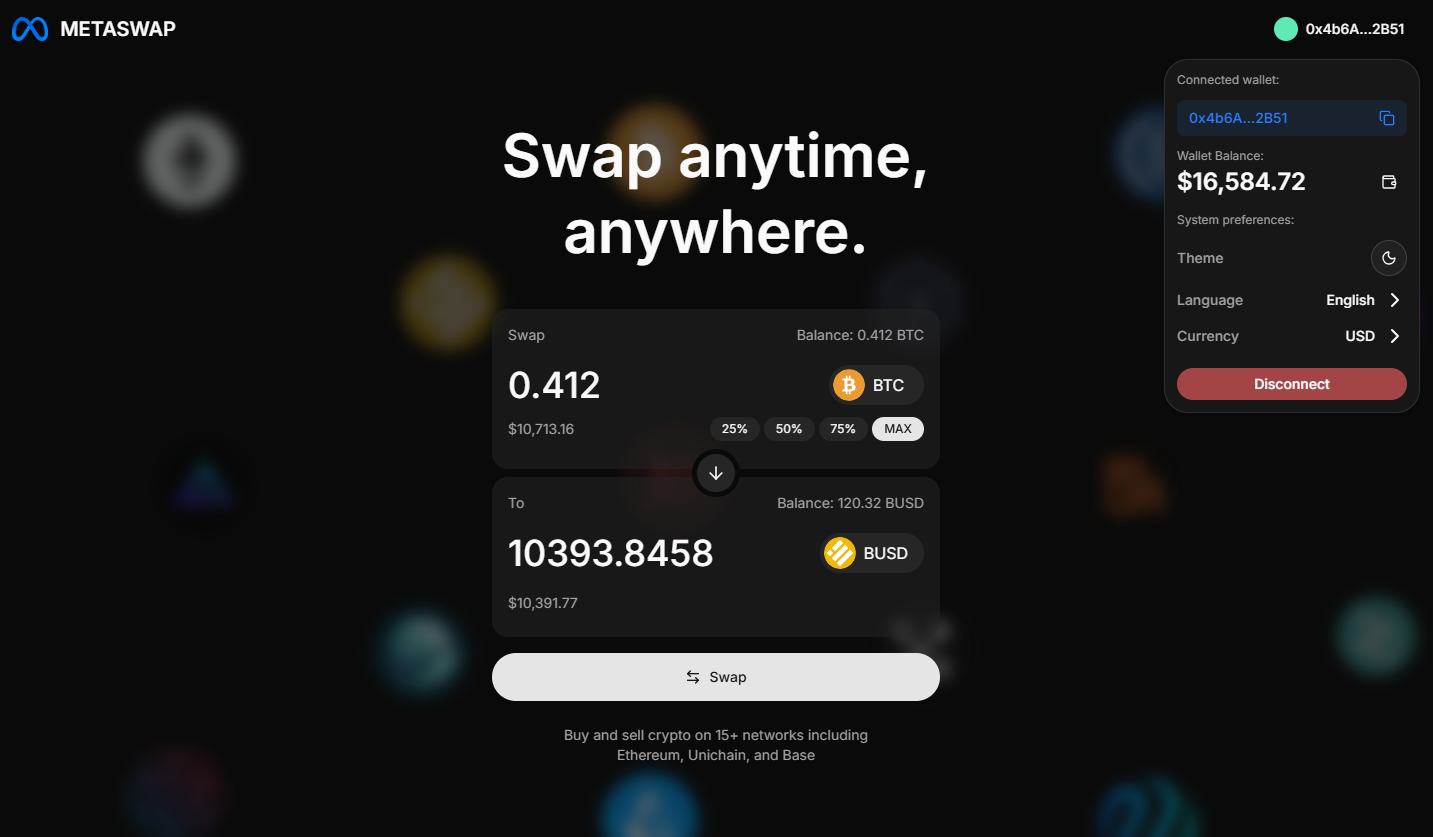 METASWAP
0x4b6A...2B51
Connected wallet:
0x4b6A...2B51
Wallet Balance:
$16,584.72
System preferences:
Theme
Language English
Currency USD
Disconnect
Swap anytime,
anywhere.
Swap Balance: 0.412 BTC
0.412 BTC
$10,713.16 25% 50% 75% MAX
To Balance: 120.32 BUSD
10393.8458 BUSD
$10,391.77
Swap
Buy and sell crypto on 15+ networks including
Ethereum, Unichain, and Base